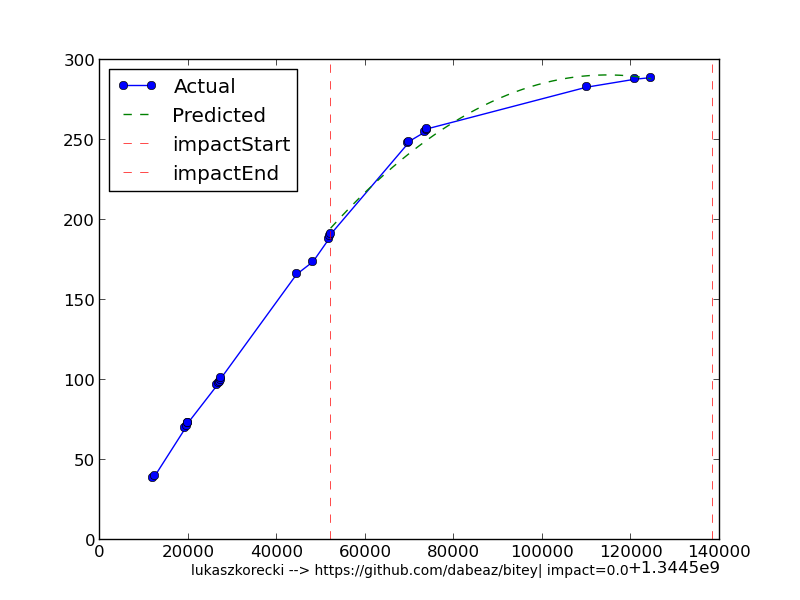 300
250
200
150
100
50
0
Actual
Predicted
impactStart
impactEnd
0 20000 40000 60000 80000 100000 120000 140000
lukaszkorecki --> https://github.com/dabeaz/bitey| impact=0.0 +1.3445e9